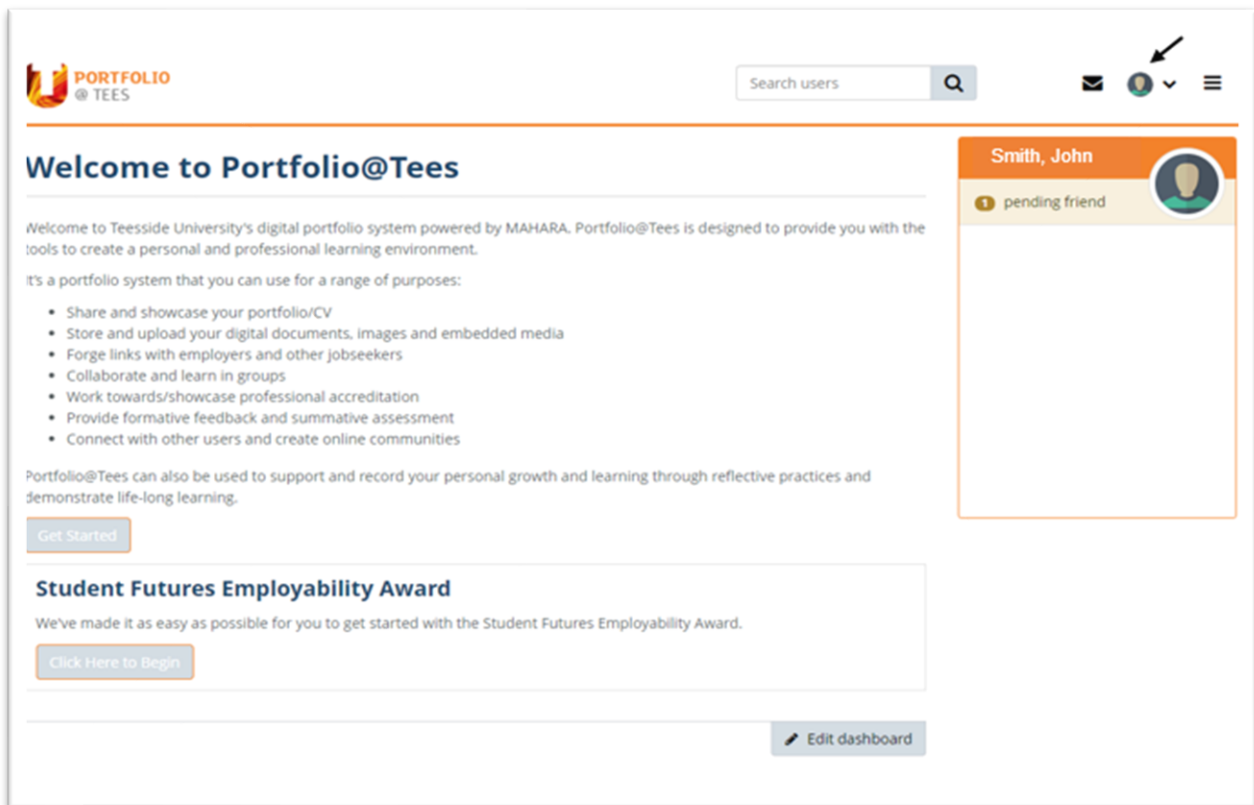 PORTFOLIO
@ TEES
Search users
Welcome to Portfolio@Tees
Welcome to Teesside University's digital portfolio system powered by MAHARA. Portfolio@Tees is designed to provide you with the
tools to create a personal and professional learning environment.
It's a portfolio system that you can use for a range of purposes:
• Share and showcase your portfolio/CV
• Store and upload your digital documents, images and embedded media
• Forge links with employers and other jobseekers
• Collaborate and learn in groups
• Work towards/showcase professional accreditation
• Provide formative feedback and summative assessment
• Connect with other users and create online communities
Portfolio@Tees can also be used to support and record your personal growth and learning through reflective practices and
demonstrate life-long learning.
Get Started
Student Futures Employability Award
We've made it as easy as possible for you to get started with the Student Futures Employability Award.
Click Here to Begin
Edit dashboard
Smith, John
1 pending friend